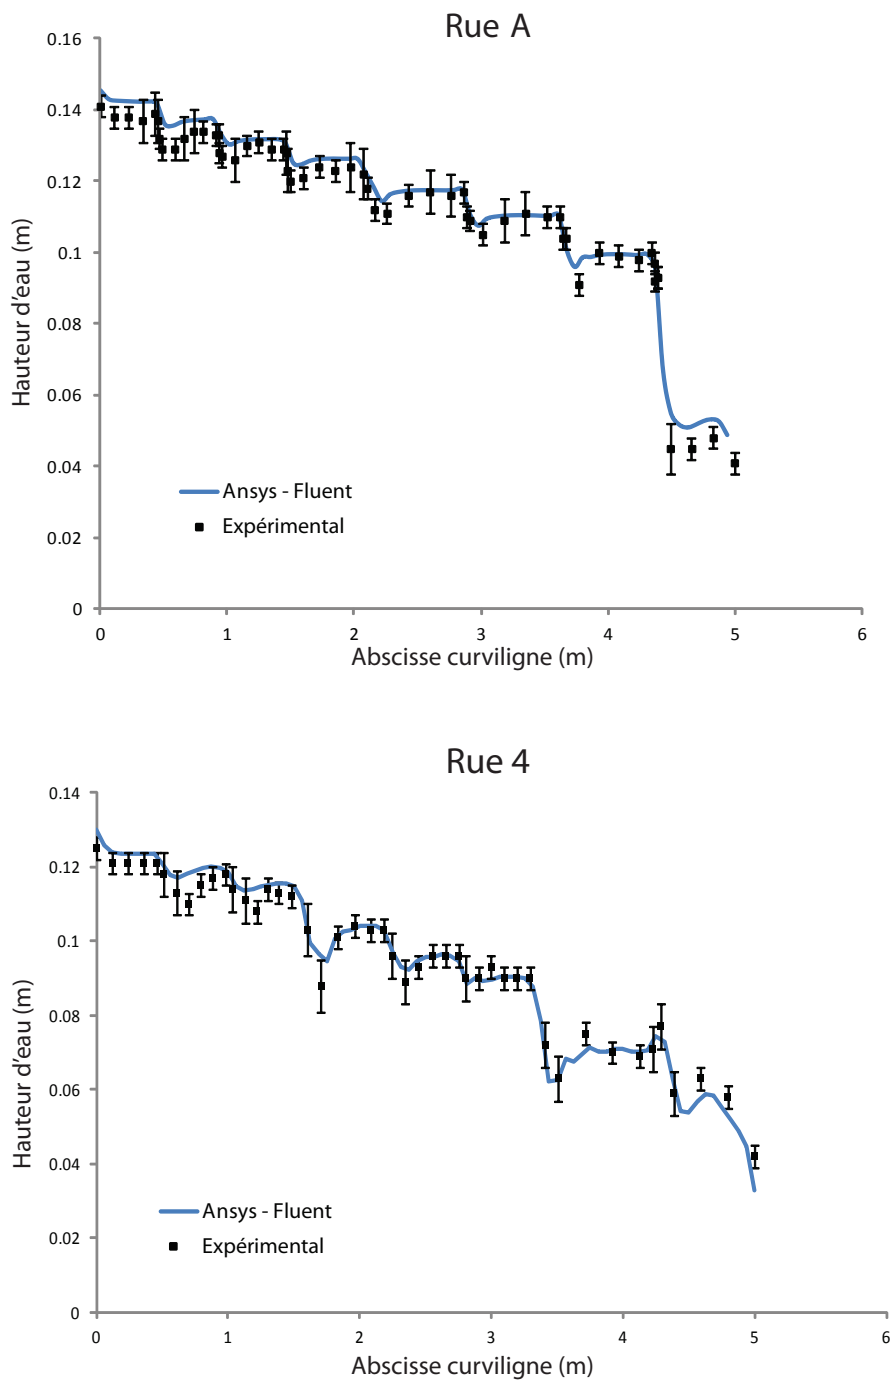 Rue A
0.16
0.14
0.12
0.1
0.08
0.06
0.04
0.02
0
Hauteur d'eau (m)
Ansys - Fluent
Expérimental
0 1 2 3 4 5 6
Abscisse curviligne (m)
Rue 4
0.14
0.12
0.1
0.08
0.06
0.04
0.02
0
Hauteur d'eau (m)
Ansys - Fluent
Expérimental
0 1 2 3 4 5 6
Abscisse curviligne (m)